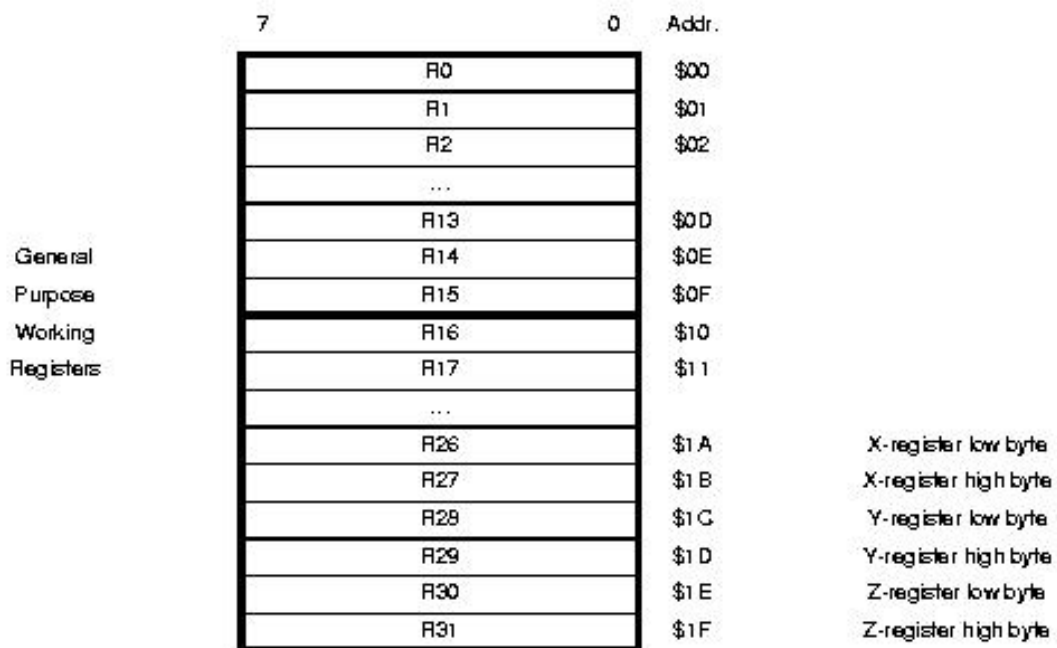 7 0 Addr.
R0 $00
R1 $01
R2 $02
...
R13 $0D
General R14 $0E
Purpose R15 $0F
Working R16 $10
Registers R17 $11
...
R26 $1A X-register low byte
R27 $1B X-register high byte
R28 $1C Y-register low byte
R29 $1D Y-register high byte
R30 $1E Z-register low byte
R31 $1F Z-register high byte